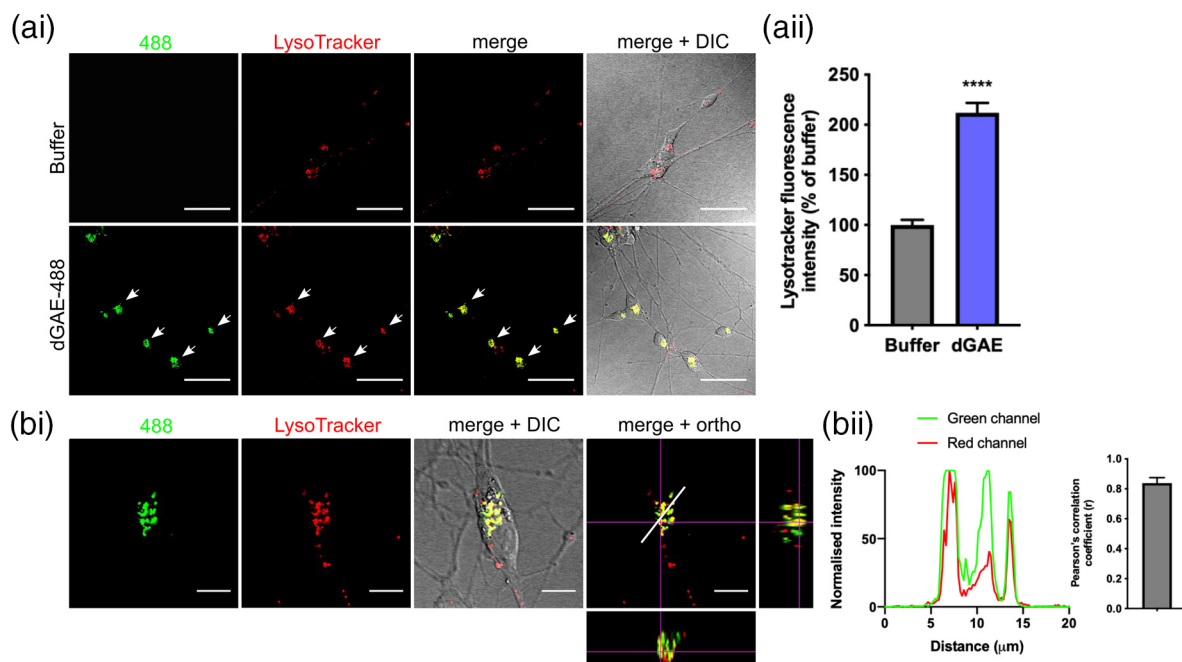 (ai)
488
LysoTracker
merge
merge + DIC
Buffer
dGAE-488
(aii)
Lysotracker fluorescence
intensity (% of buffer)
250
200
150
100
50
0
****
Buffer
dGAE
(bi)
488
LysoTracker
merge + DIC
merge + ortho
(bii)
Green channel
Red channel
Normalised intensity
100
50
0
0
5
10
15
20
Distance (μm)
Pearson's correlation
coefficient (r)
1.0
0.8
0.6
0.4
0.2
0.0